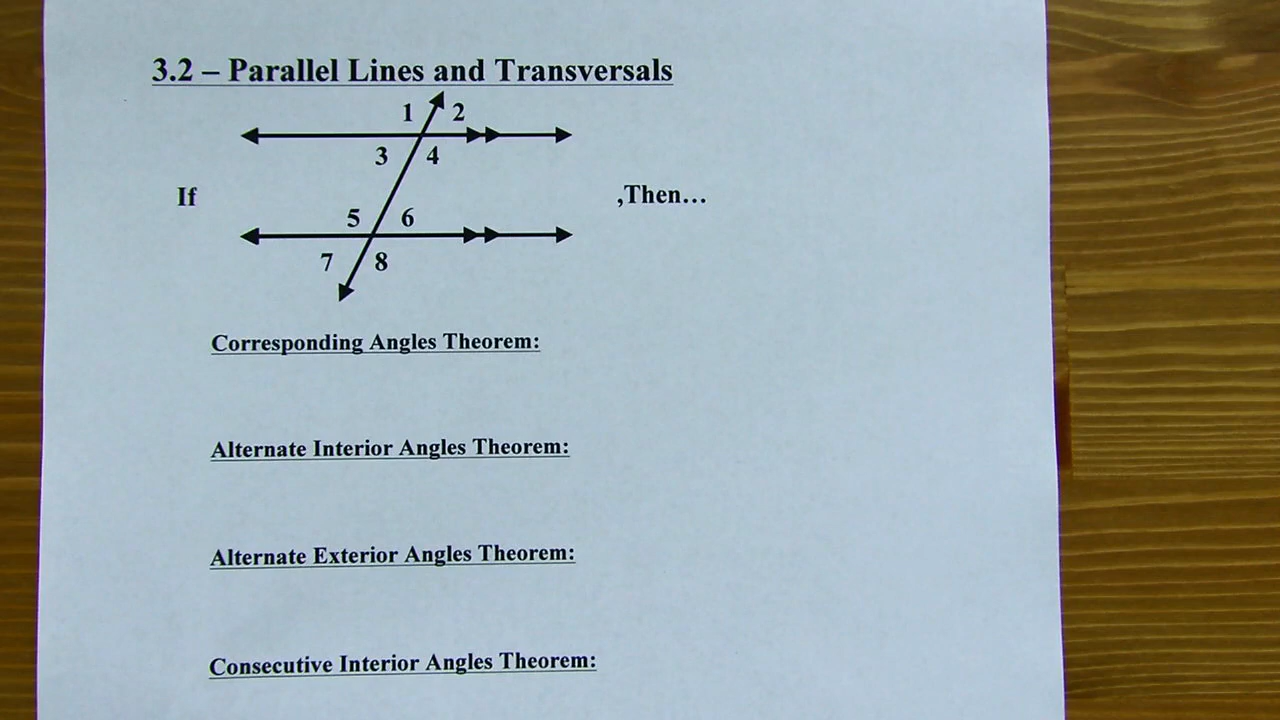 3.2 – Parallel Lines and Transversals
1 2
3 4
If ,Then...
5 6
7 8
Corresponding Angles Theorem:
Alternate Interior Angles Theorem:
Alternate Exterior Angles Theorem:
Consecutive Interior Angles Theorem: